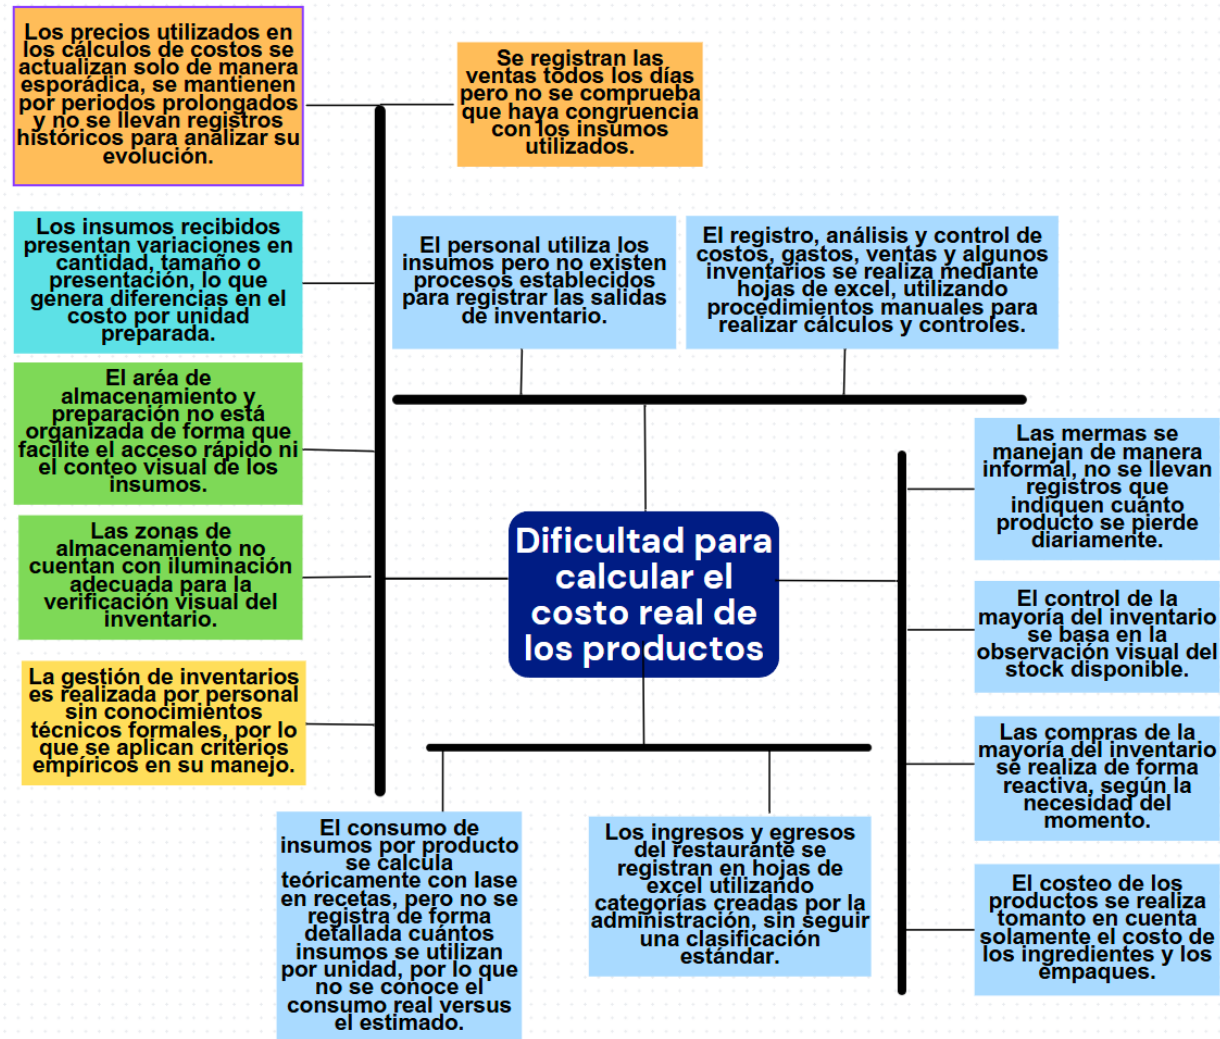 Los precios utilizados en
los cálculos de costos se
actualizan solo de manera
esporádica, se mantienen
por periodos prolongados
y no se llevan registros
históricos para analizar su
evolución.
Se registran las
ventas todos los días
pero no se comprueba
que haya congruencia
con los insumos
utilizados.
Los insumos recibidos
presentan variaciones en
cantidad, tamaño o
presentación, lo que
genera diferencias en el
costo por unidad
preparada.
El personal utiliza los
insumos pero no existen
procesos establecidos
para registrar las salidas
de inventario.
El registro, análisis y control de
costos, gastos, ventas y algunos
inventarios se realiza mediante
hojas de excel, utilizando
procedimientos manuales para
realizar cálculos y controles.
El aréa de
almacenamiento y
preparación no está
organizada de forma que
facilite el acceso rápido ni
el conteo visual de los
insumos.
Las zonas de
almacenamiento no
cuentan con iluminación
adecuada para la
verificación visual del
inventario.
La gestión de inventarios
es realizada por personal
sin conocimientos
técnicos formales, por lo
que se aplican criterios
empíricos en su manejo.
Dificultad para
calcular el
costo real de
los productos
Las mermas se
manejan de manera
informal, no se llevan
registros que
indiquen cuánto
producto se pierde
diariamente.
El control de la
mayoría del inventario
se basa en la
observación visual del
stock disponible.
Las compras de la
mayoría del inventario
se realiza de forma
reactiva, según la
necesidad del
momento.
El costeo de los
productos se realiza
tomanto en cuenta
solamente el costo de
los ingredientes y los
empaques.
El consumo de
insumos por producto
se calcula
teóricamente con lase
en recetas, pero no se
registra de forma
detallada cuántos
insumos se utilizan
por unidad, por lo que
no se conoce el
consumo real versus
el estimado.
Los ingresos y egresos
del restaurante se
registran en hojas de
excel utilizando
categorías creadas por la
administración, sin seguir
una clasificación
estándar.